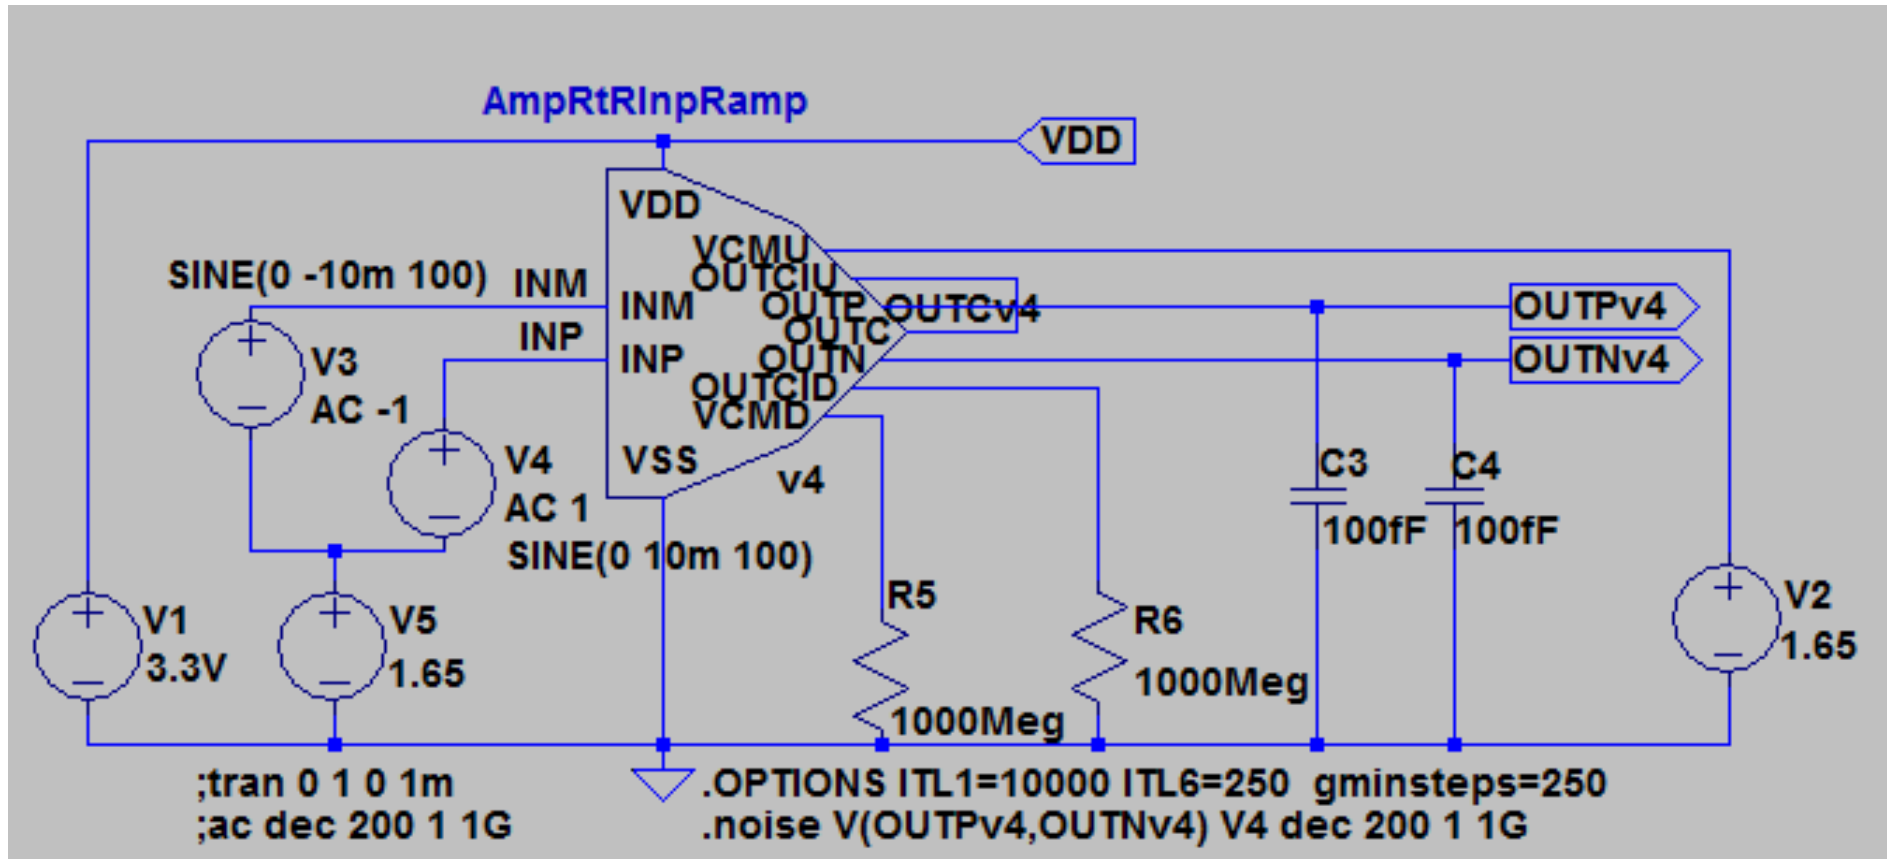 AmpRtRInpRamp
VDD
VDD
VCMU
SINE(0 -10m 100)
INM
OUTCIU
INM
OUTP
OUTCv4
OUTPv4
OUTC
INP
INP
OUTN
OUTNv4
V3
AC -1
OUTCID
VCMD
V4
VSS
v4
C3
C4
AC 1
100fF
100fF
SINE(0 10m 100)
R5
V1
V5
R6
V2
3.3V
1.65
1000Meg
1.65
1000Meg
;tran 0 1 0 1m
.OPTIONS ITL1=10000 ITL6=250 gminsteps=250
;ac dec 200 1 1G
.noise V(OUTPv4,OUTNv4) V4 dec 200 1 1G